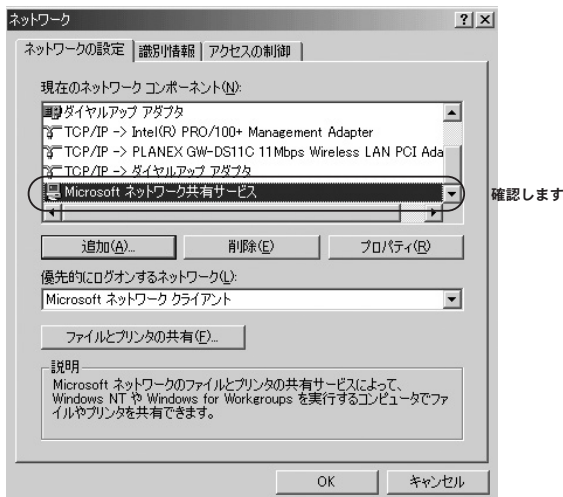 ネットワーク
ネットワークの設定 識別情報 アクセスの制御
現在のネットワーク コンポーネント(N):
ダイヤルアップ アダプタ
TCP/IP -> Intel(R) PRO/100+ Management Adapter
TCP/IP -> PLANEX GW-DS11C 11Mbps Wireless LAN PCI Ada
TCP/IP -> ダイヤルアップ アダプタ
Microsoft ネットワーク共有サービス
確認します
追加(A)... 削除(E) プロパティ(R)
優先的にログオンするネットワーク(L):
Microsoft ネットワーク クライアント
ファイルとプリンタの共有(F)...
説明
Microsoft ネットワークのファイルとプリンタの共有サービスによって、
Windows NT や Windows for Workgroups を実行するコンピュータでファ
イルやプリンタを共有できます。
OK キャンセル